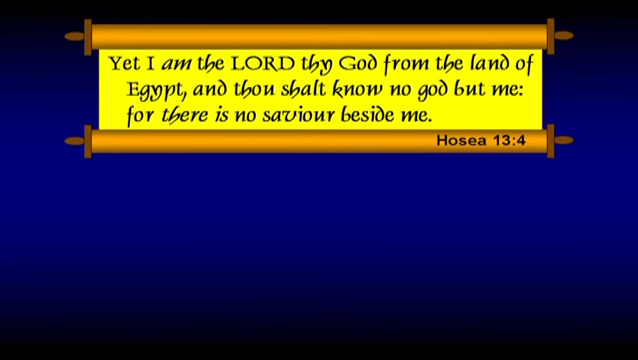 Yet I am the LORD thy God from the land of
Egypt, and thou shalt know no god but me:
for there is no saviour beside me.
Hosea 13:4